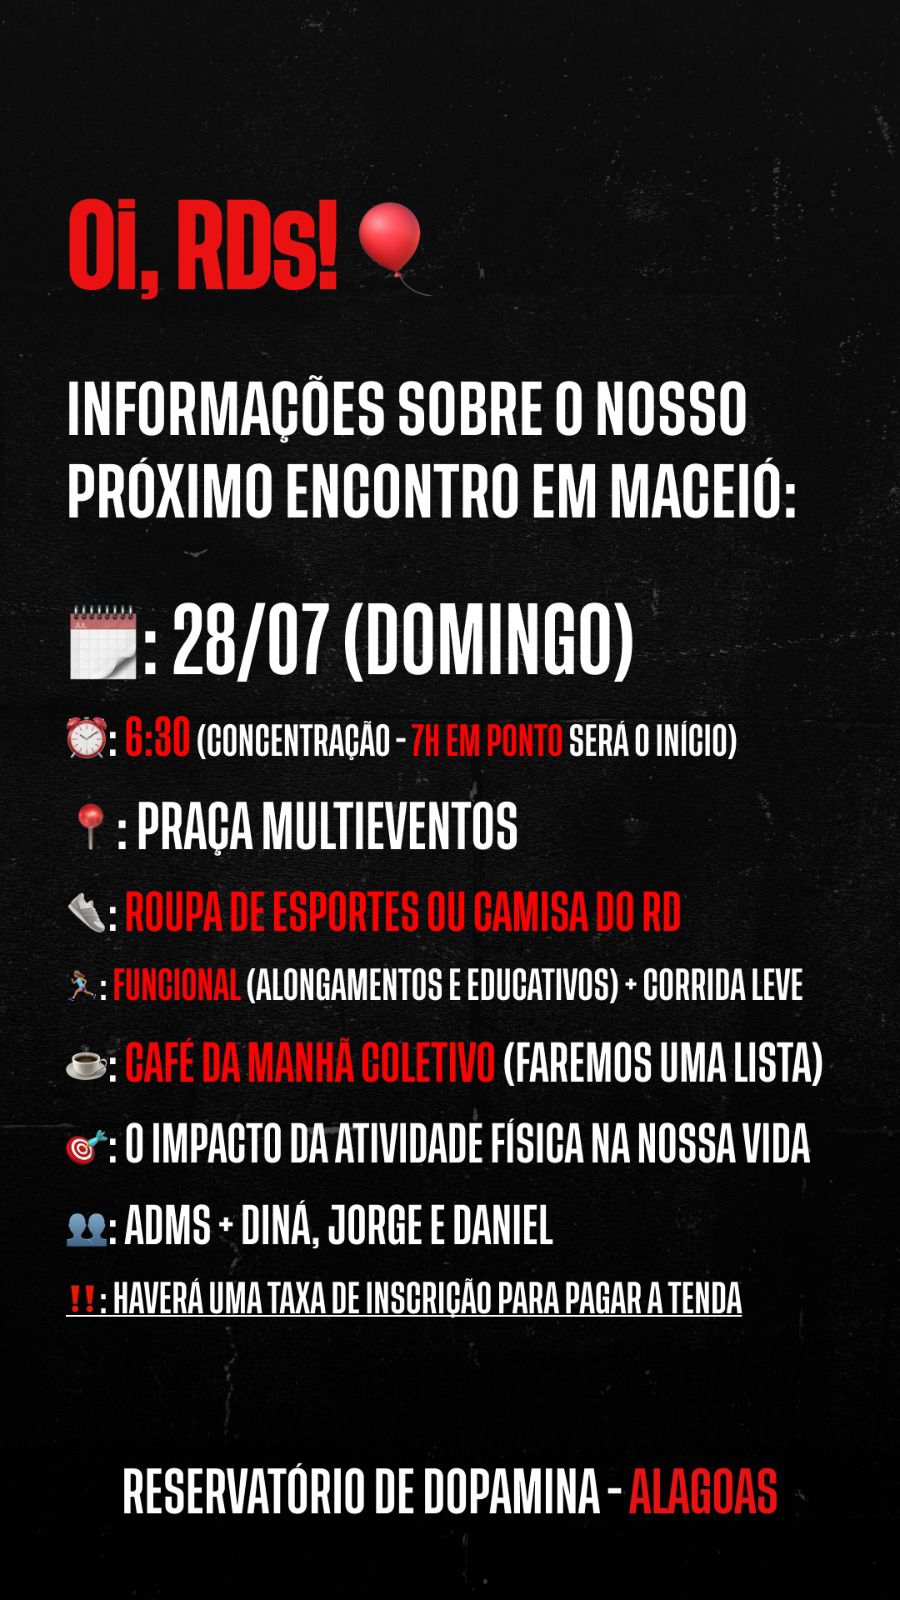 Oi, RDs! 🎈
INFORMAÇÕES SOBRE O NOSSO
PRÓXIMO ENCONTRO EM MACEIÓ:
🗓️: 28/07 (DOMINGO)
⏰: 6:30 (CONCENTRAÇÃO - 7H EM PONTO SERÁ O INÍCIO)
📍: PRAÇA MULTIEVENTOS
👟: ROUPA DE ESPORTES OU CAMISA DO RD
🏃🏽‍♀️: FUNCIONAL (ALONGAMENTOS E EDUCATIVOS) + CORRIDA LEVE
☕: CAFÉ DA MANHÃ COLETIVO (FAREMOS UMA LISTA)
🎯: O IMPACTO DA ATIVIDADE FÍSICA NA NOSSA VIDA
👥: ADMS + DINÁ, JORGE E DANIEL
‼️: HAVERÁ UMA TAXA DE INSCRIÇÃO PARA PAGAR A TENDA
RESERVATÓRIO DE DOPAMINA - ALAGOAS